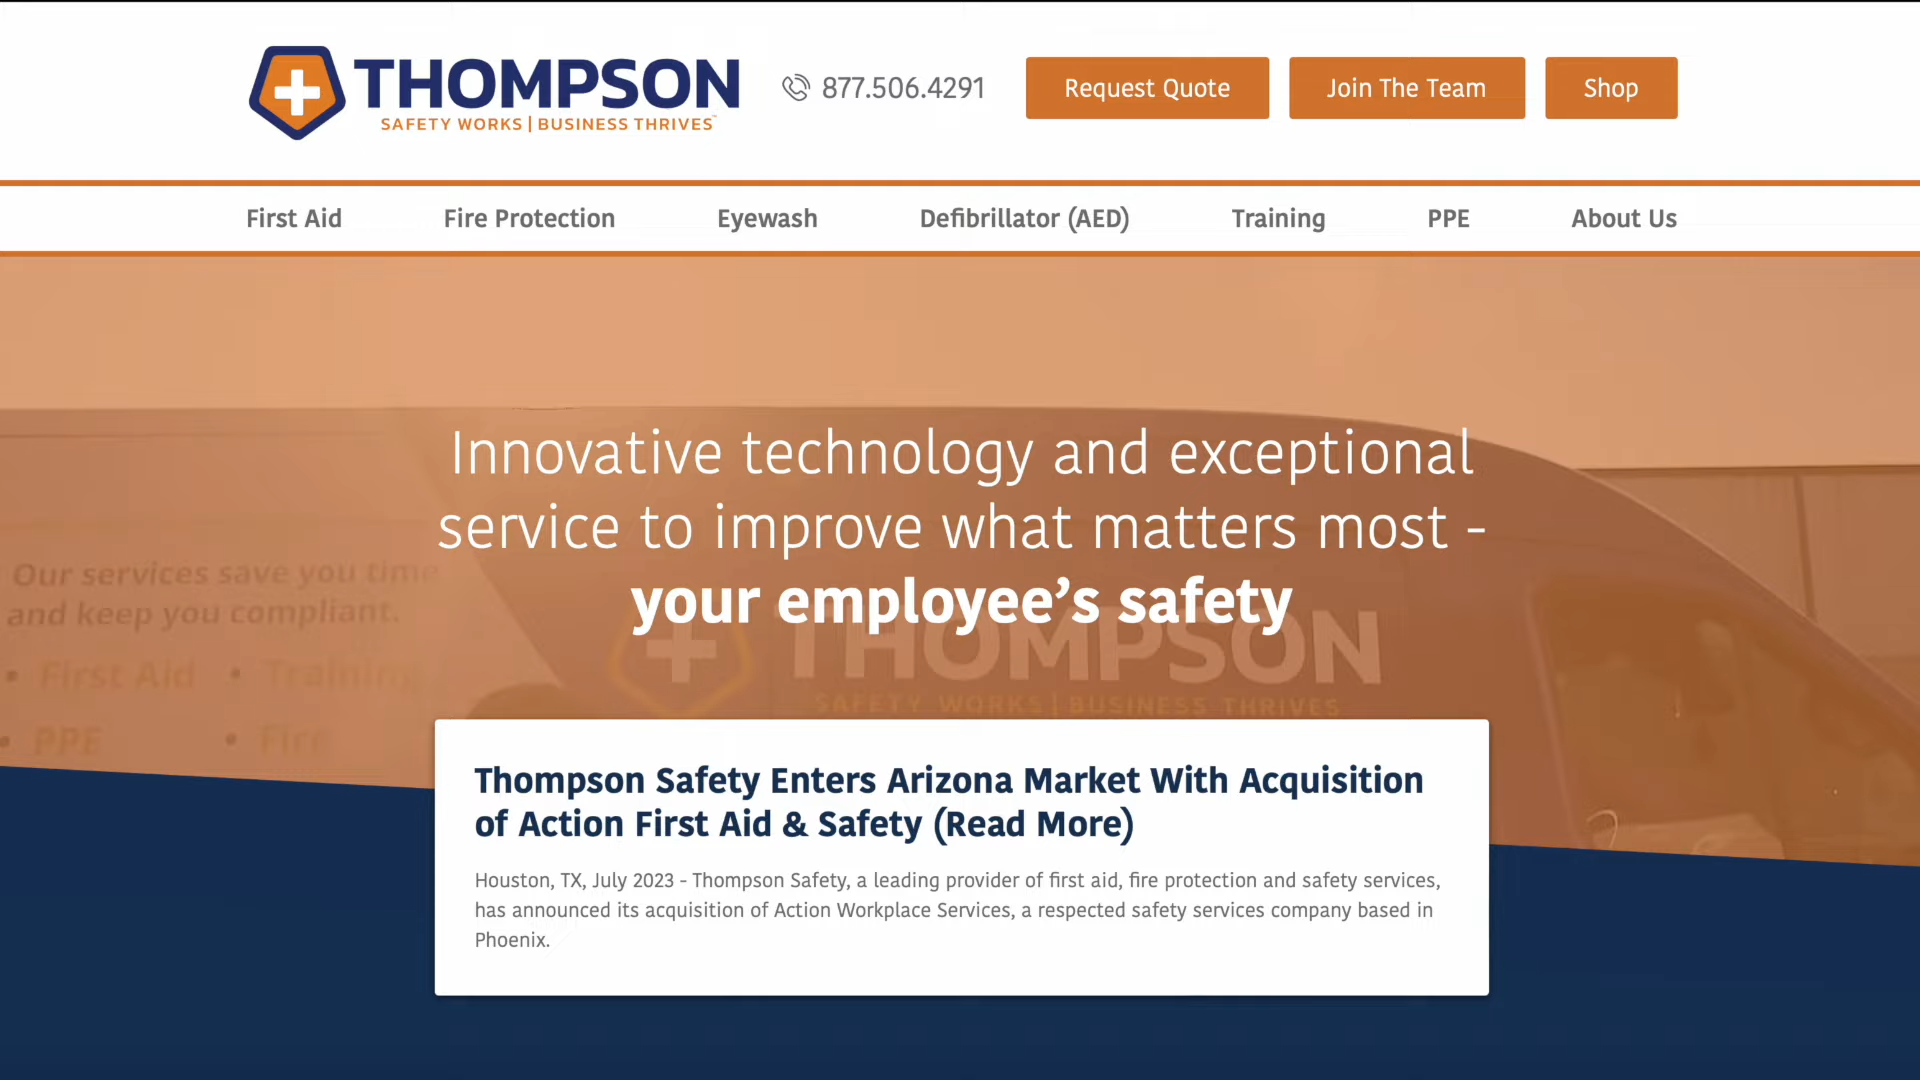 THOMPSON
SAFETY WORKS | BUSINESS THRIVES™
877.506.4291
Request Quote
Join The Team
Shop
First Aid
Fire Protection
Eyewash
Defibrillator (AED)
Training
PPE
About Us
Innovative technology and exceptional
service to improve what matters most -
your employee’s safety
Our services save you time
and keep you compliant.
• First Aid • Training
• PPE • Fire
THOMPSON
SAFETY WORKS | BUSINESS THRIVES
Thompson Safety Enters Arizona Market With Acquisition
of Action First Aid & Safety (Read More)
Houston, TX, July 2023 - Thompson Safety, a leading provider of first aid, fire protection and safety services,
has announced its acquisition of Action Workplace Services, a respected safety services company based in
Phoenix.